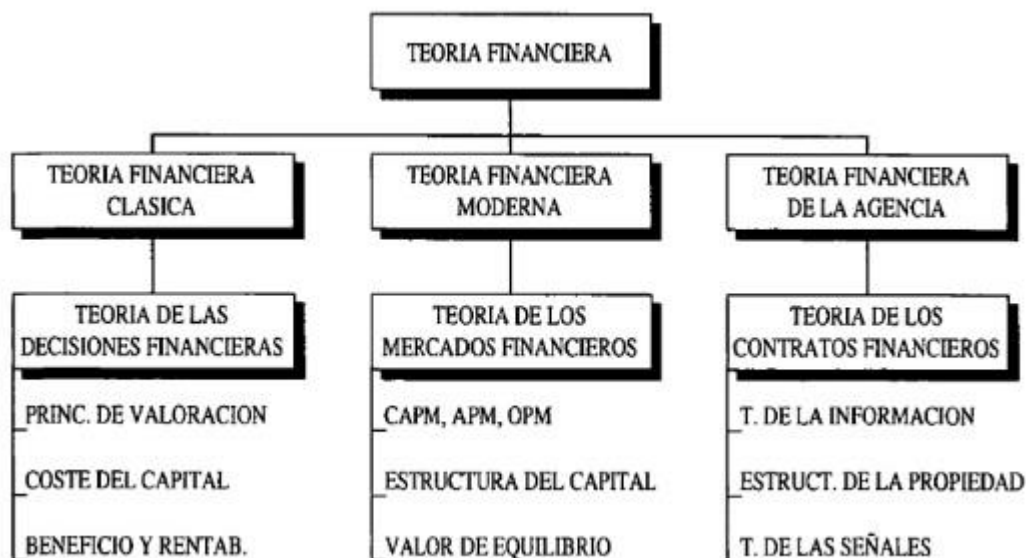 TEORIA FINANCIERA
TEORIA FINANCIERA
CLASICA
TEORIA FINANCIERA
MODERNA
TEORIA FINANCIERA
DE LA AGENCIA
TEORIA DE LAS
DECISIONES FINANCIERAS
TEORIA DE LOS
MERCADOS FINANCIEROS
TEORIA DE LOS
CONTRATOS FINANCIEROS
PRINC. DE VALORACION
COSTE DEL CAPITAL
BENEFICIO Y RENTAB.
CAPM, APM, OPM
ESTRUCTURA DEL CAPITAL
VALOR DE EQUILIBRIO
T. DE LA INFORMACION
ESTRUCT. DE LA PROPIEDAD
T. DE LAS SEÑALES